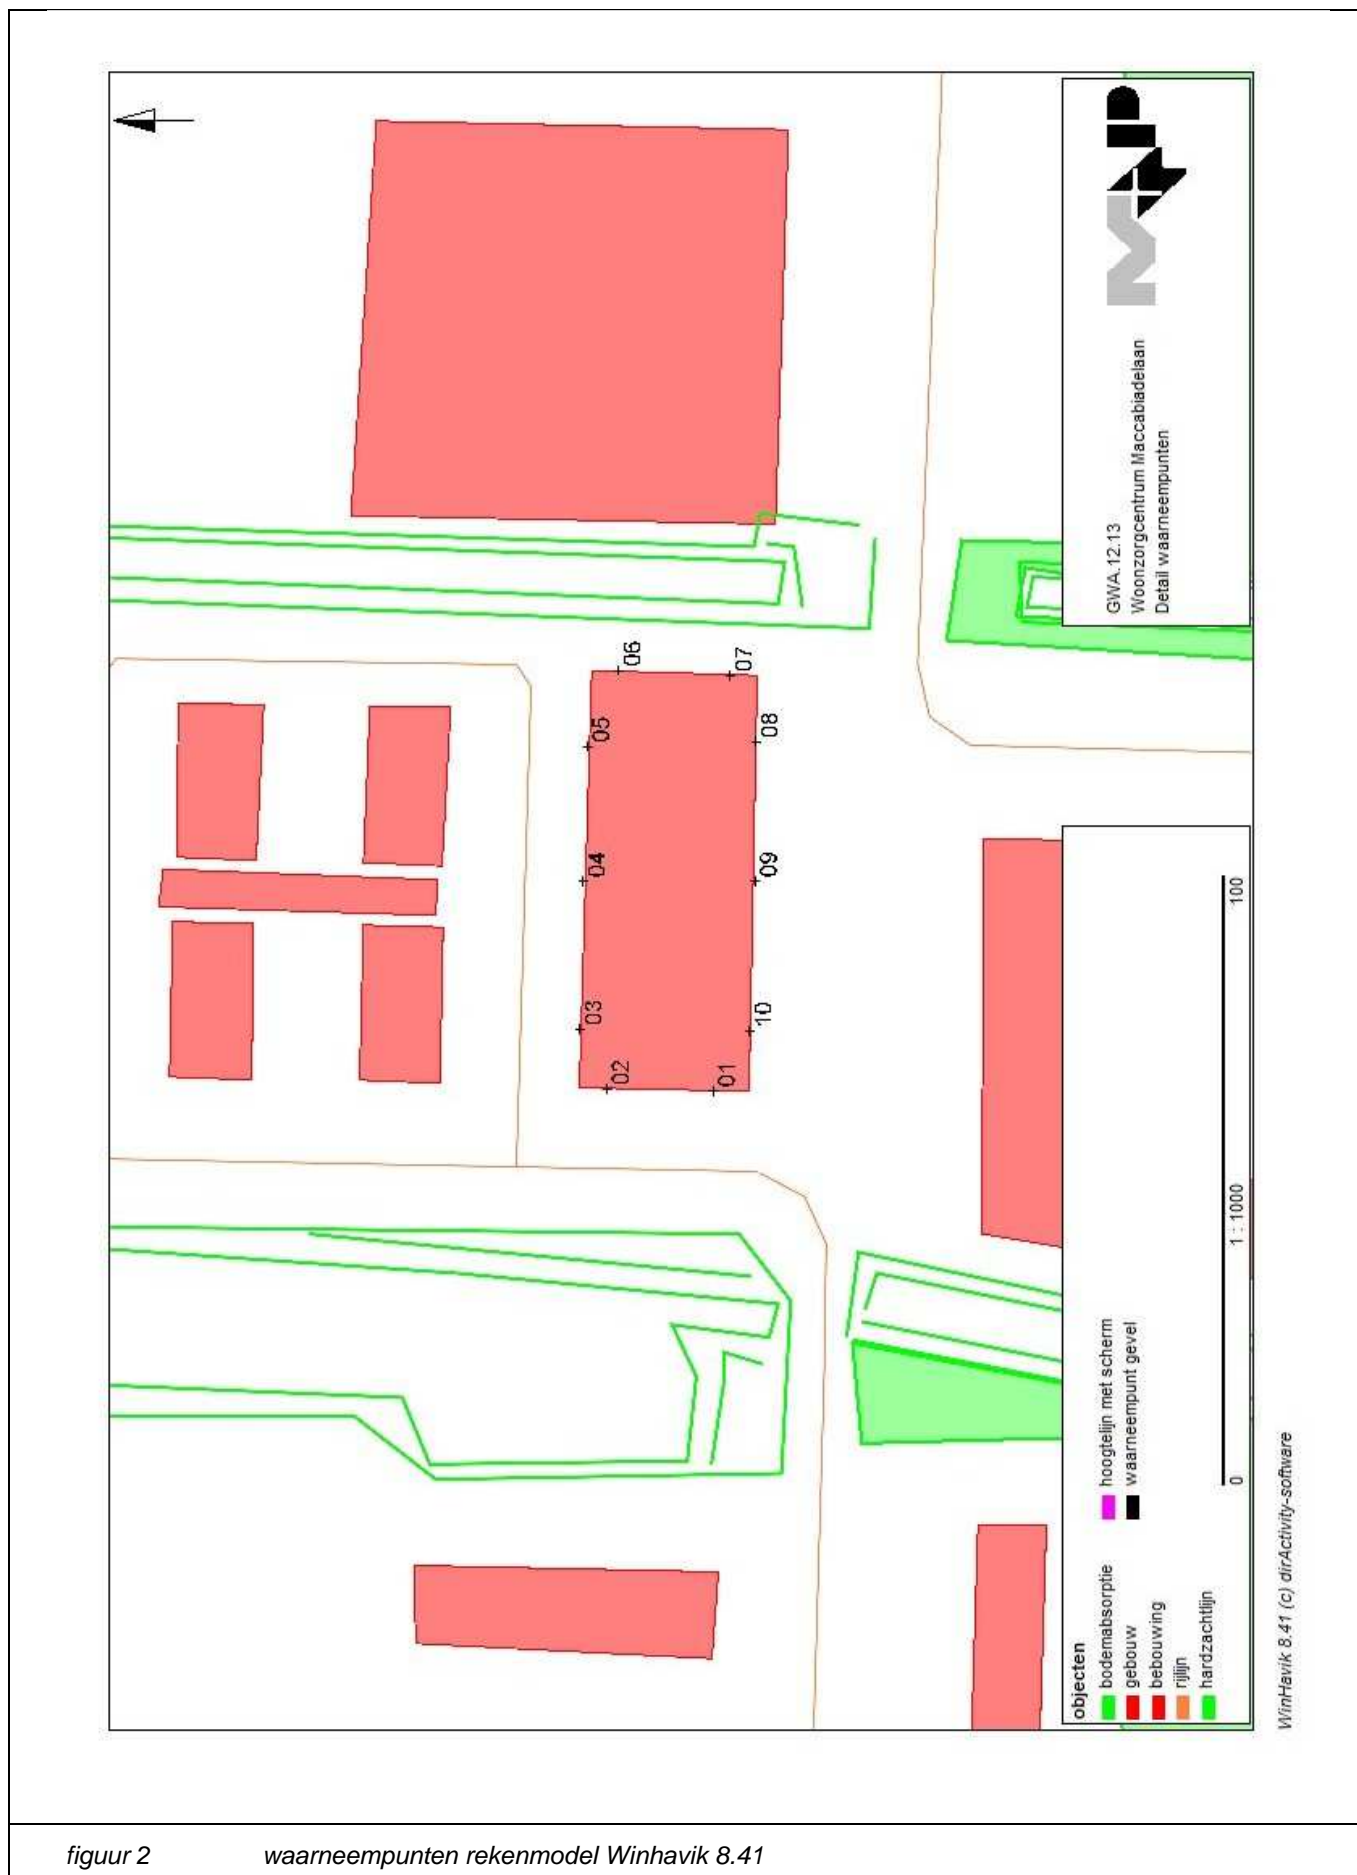 06
07
05
08
04
09
03
10
02
01
M+P
GWA.12.13
Woonzorgcentrum Maccabiadelaan
Detail waarneempunten
objecten
bodemabsorptie
gebouw
bebouwing
rijlijn
hardzachtlijn
hoogtelijn met scherm
waarneempunt gevel
0
1 : 1000
100
WinHavik 8.41 (c) dirActivity-software
figuur 2 waarneempunten rekenmodel Winhavik 8.41